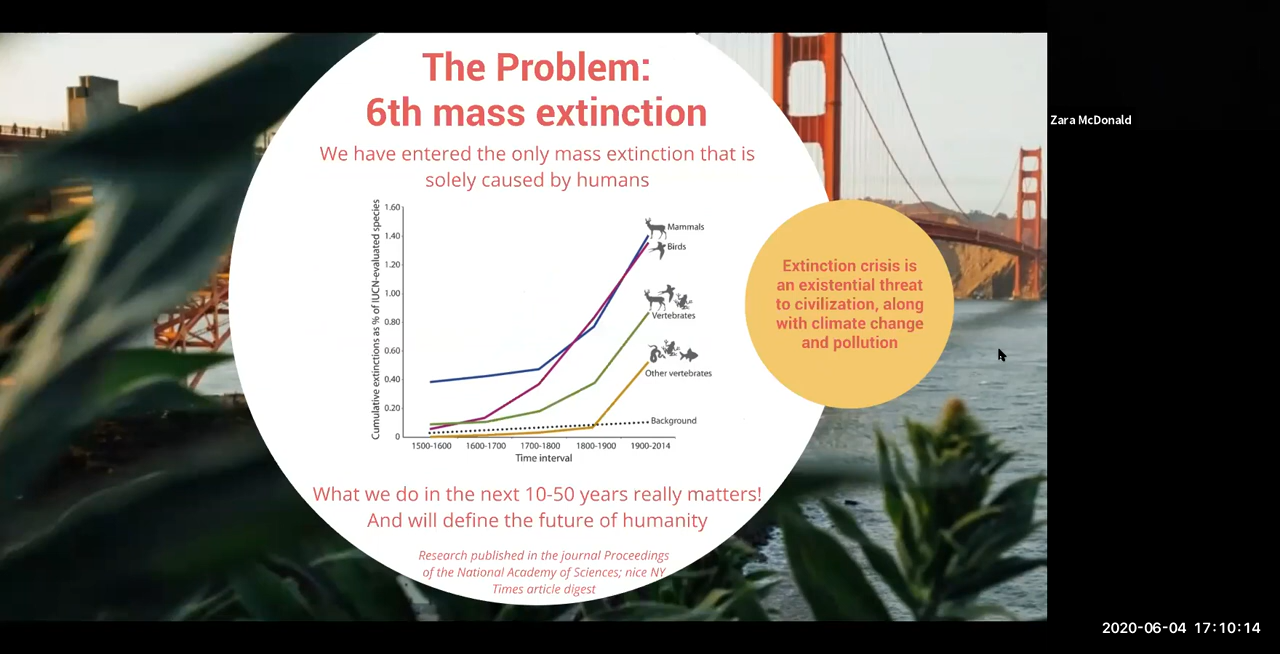 The Problem:
6th mass extinction
We have entered the only mass extinction that is
solely caused by humans
Cumulative extinctions as % of IUCN-evaluated species
1.60
1.40
1.20
1.00
0.80
0.60
0.40
0.20
0
Mammals
Birds
Vertebrates
Other vertebrates
Background
1500-1600 1600-1700 1700-1800 1800-1900 1900-2014
Time interval
Extinction crisis is
an existential threat
to civilization, along
with climate change
and pollution
What we do in the next 10-50 years really matters!
And will define the future of humanity
Research published in the journal Proceedings
of the National Academy of Sciences; nice NY
Times article digest
Zara McDonald
2020-06-04 17:10:14